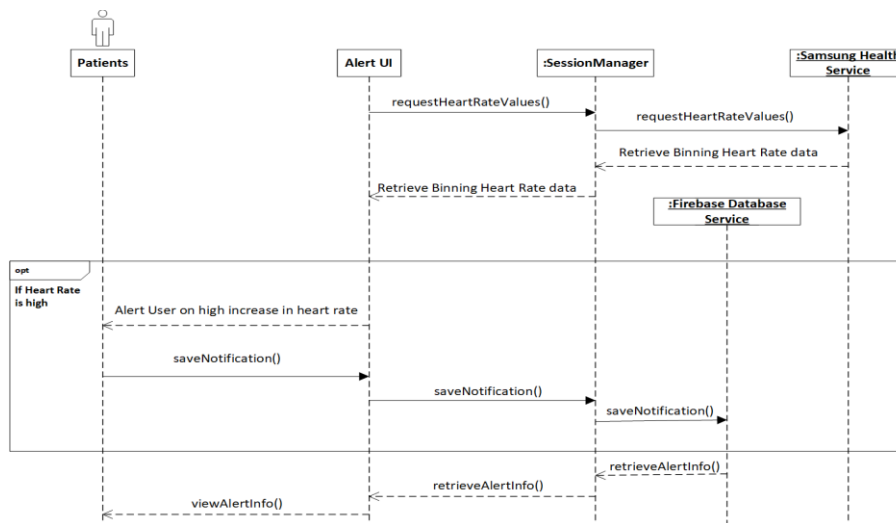 Patients
Alert UI
:SessionManager
:Samsung Health
Service
requestHeartRateValues()
requestHeartRateValues()
Retrieve Binning Heart Rate data
Retrieve Binning Heart Rate data
:Firebase Database
Service
opt
If Heart Rate
is high
Alert User on high increase in heart rate
saveNotification()
saveNotification()
saveNotification()
retrieveAlertInfo()
retrieveAlertInfo()
viewAlertInfo()